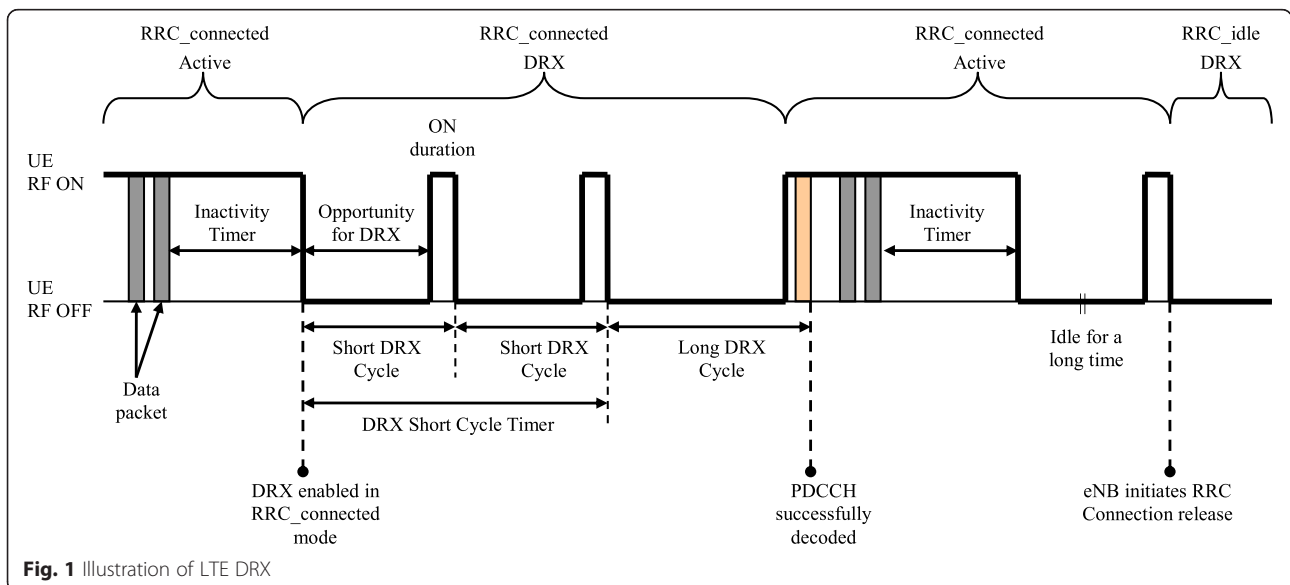 RRC_connected
Active
RRC_connected
DRX
RRC_connected
Active
RRC_idle
DRX
ON
duration
UE
RF ON
Inactivity
Timer
Opportunity
for DRX
Inactivity
Timer
UE
RF OFF
Short DRX
Cycle
Short DRX
Cycle
Long DRX
Cycle
Idle for a
long time
Data
packet
DRX Short Cycle Timer
DRX enabled in
RRC_connected
mode
PDCCH
successfully
decoded
eNB initiates RRC
Connection release
Fig. 1 Illustration of LTE DRX